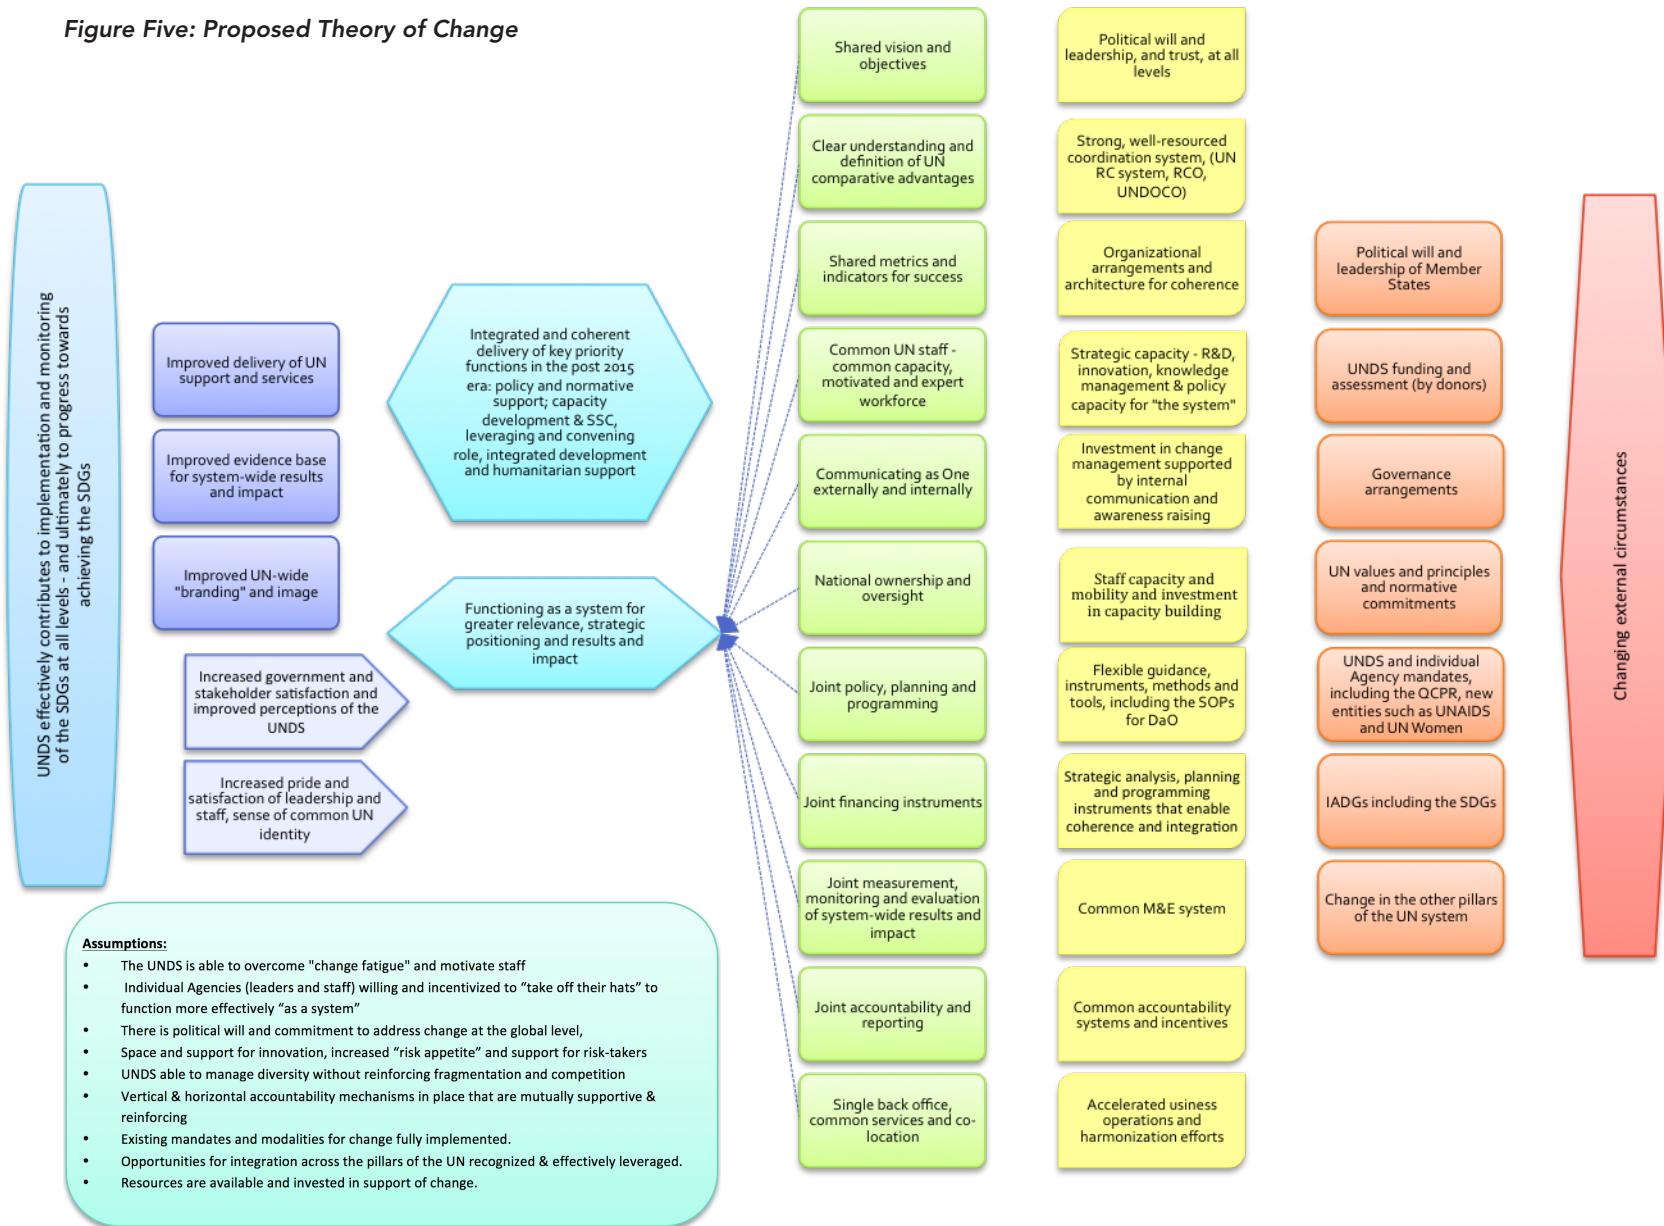 Figure Five: Proposed Theory of Change
UNDS effectively contributes to implementation and monitoring
of the SDGs at all levels - and ultimately to progress towards
achieving the SDGs
Improved delivery of UN
support and services
Improved evidence base
for system-wide results
and impact
Improved UN-wide
"branding" and image
Increased government and
stakeholder satisfaction and
improved perceptions of the
UNDS
Increased pride and
satisfaction of leadership and
staff, sense of common UN
identity
Integrated and coherent
delivery of key priority
functions in the post 2015
era: policy and normative
support; capacity
development & SSC,
leveraging and convening
role, integrated development
and humanitarian support
Functioning as a system for
greater relevance, strategic
positioning and results and
impact
Shared vision and
objectives
Clear understanding and
definition of UN
comparative advantages
Shared metrics and
indicators for success
Common UN staff -
common capacity,
motivated and expert
workforce
Communicating as One
externally and internally
National ownership and
oversight
Joint policy, planning and
programming
Joint financing instruments
Joint measurement,
monitoring and evaluation
of system-wide results and
impact
Joint accountability and
reporting
Single back office,
common services and co-
location
Political will and
leadership, and trust, at all
levels
Strong, well-resourced
coordination system, (UN
RC system, RCO,
UNDOCO)
Organizational
arrangements and
architecture for coherence
Strategic capacity - R&D,
innovation, knowledge
management & policy
capacity for "the system"
Investment in change
management supported
by internal
communication and
awareness raising
Staff capacity and
mobility and investment
in capacity building
Flexible guidance,
instruments, methods and
tools, including the SOPs
for DaO
Strategic analysis, planning
and programming
instruments that enable
coherence and integration
Common M&E system
Common accountability
systems and incentives
Accelerated usiness
operations and
harmonization efforts
Political will and
leadership of Member
States
UNDS funding and
assessment (by donors)
Governance
arrangements
UN values and principles
and normative
commitments
UNDS and individual
Agency mandates,
including the QCPR, new
entities such as UNAIDS
and UN Women
IADGs including the SDGs
Change in the other pillars
of the UN system
Changing external circumstances
Assumptions:
• The UNDS is able to overcome "change fatigue" and motivate staff
• Individual Agencies (leaders and staff) willing and incentivized to “take off their hats” to
function more effectively “as a system”
• There is political will and commitment to address change at the global level,
• Space and support for innovation, increased “risk appetite” and support for risk-takers
• UNDS able to manage diversity without reinforcing fragmentation and competition
• Vertical & horizontal accountability mechanisms in place that are mutually supportive &
reinforcing
• Existing mandates and modalities for change fully implemented.
• Opportunities for integration across the pillars of the UN recognized & effectively leveraged.
• Resources are available and invested in support of change.